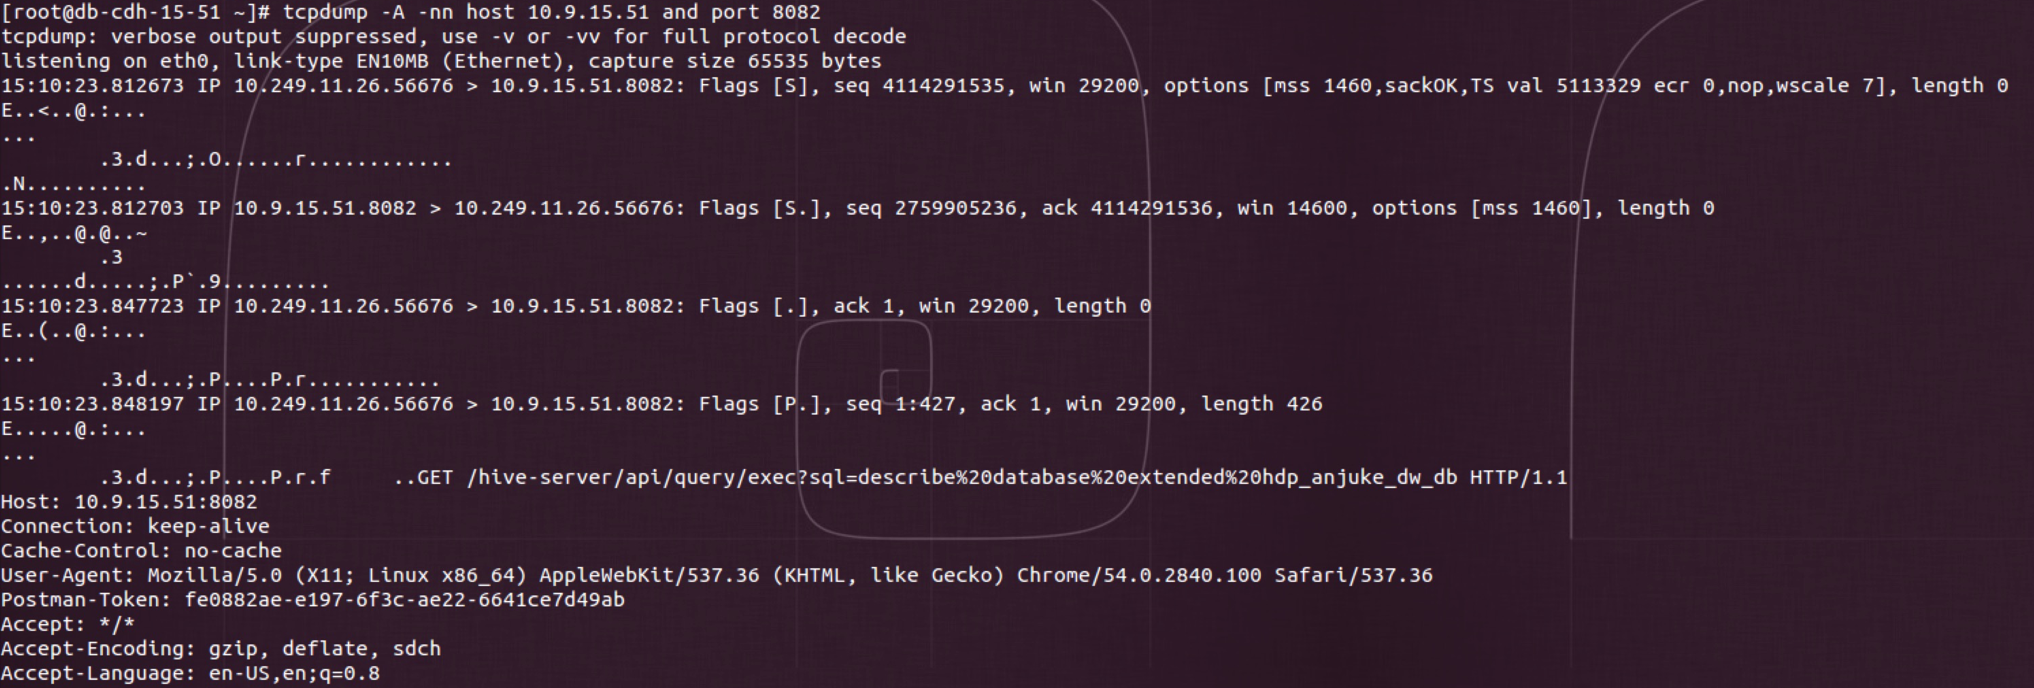 [root@db-cdh-15-51 ~]# tcpdump -A -nn host 10.9.15.51 and port 8082
tcpdump: verbose output suppressed, use -v or -vv for full protocol decode
listening on eth0, link-type EN10MB (Ethernet), capture size 65535 bytes
15:10:23.812673 IP 10.249.11.26.56676 > 10.9.15.51.8082: Flags [S], seq 4114291535, win 29200, options [mss 1460,sackOK,TS val 5113329 ecr 0,nop,wscale 7], length 0
E..<..@.:...
...
        .3.d...;.O......r............
.N..........
15:10:23.812703 IP 10.9.15.51.8082 > 10.249.11.26.56676: Flags [S.], seq 2759905236, ack 4114291536, win 14600, options [mss 1460], length 0
E..,..@.@..~
        .3
......d.....;.P`.9.........
15:10:23.847723 IP 10.249.11.26.56676 > 10.9.15.51.8082: Flags [.], ack 1, win 29200, length 0
E..(..@.:...
...
        .3.d...;.P....P.r...........
15:10:23.848197 IP 10.249.11.26.56676 > 10.9.15.51.8082: Flags [P.], seq 1:427, ack 1, win 29200, length 426
E.....@.:...
...
        .3.d...;.P....P.r.f     ..GET /hive-server/api/query/exec?sql=describe%20database%20extended%20hdp_anjuke_dw_db HTTP/1.1
Host: 10.9.15.51:8082
Connection: keep-alive
Cache-Control: no-cache
User-Agent: Mozilla/5.0 (X11; Linux x86_64) AppleWebKit/537.36 (KHTML, like Gecko) Chrome/54.0.2840.100 Safari/537.36
Postman-Token: fe0882ae-e197-6f3c-ae22-6641ce7d49ab
Accept: */*
Accept-Encoding: gzip, deflate, sdch
Accept-Language: en-US,en;q=0.8